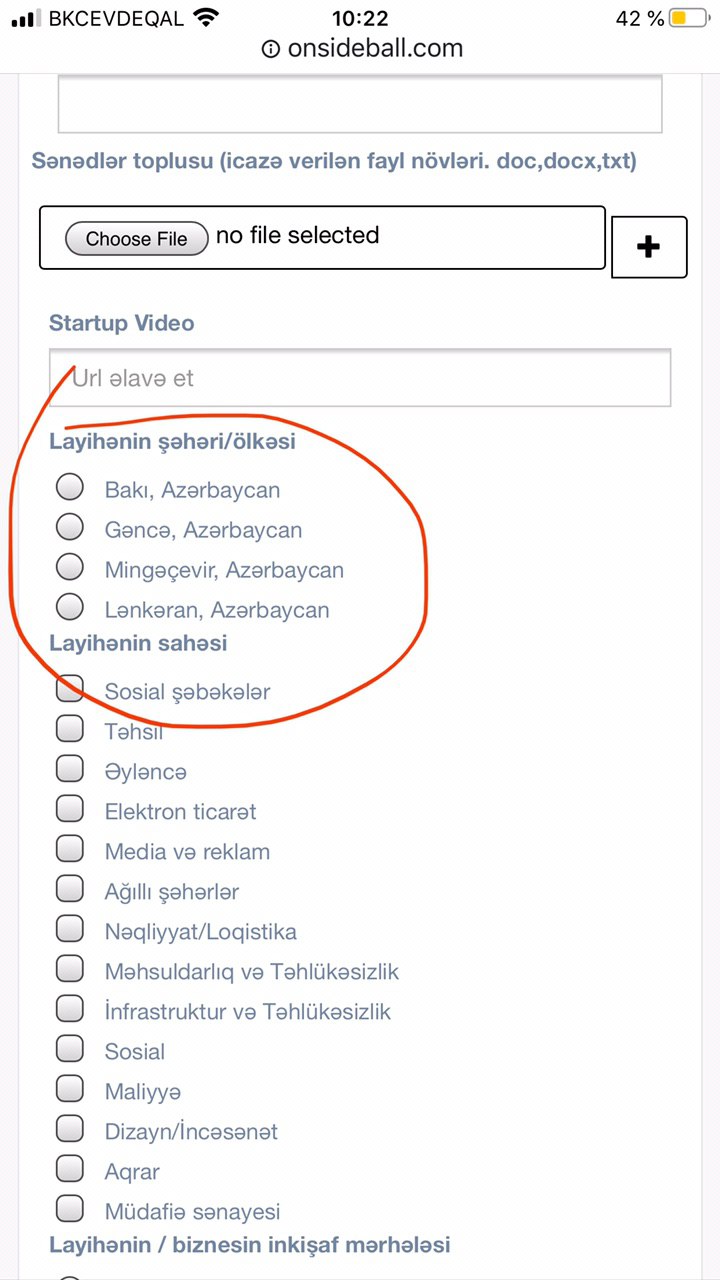 BKCEVDEQAL 10:22 42 %
onsideball.com
Sənədlər toplusu (icazə verilən fayl növləri. doc,docx,txt)
Choose File no file selected +
Startup Video
Url əlavə et
Layihənin şəhəri/ölkəsi
Bakı, Azərbaycan
Gəncə, Azərbaycan
Mingəçevir, Azərbaycan
Lənkəran, Azərbaycan
Layihənin sahəsi
Sosial şəbəkələr
Təhsil
Əyləncə
Elektron ticarət
Media və reklam
Ağıllı şəhərlər
Nəqliyyat/Loqistika
Məhsuldarlıq və Təhlükəsizlik
İnfrastruktur və Təhlükəsizlik
Sosial
Maliyyə
Dizayn/İncəsənət
Aqrar
Müdafiə sənayesi
Layihənin / biznesin inkişaf mərhələsi